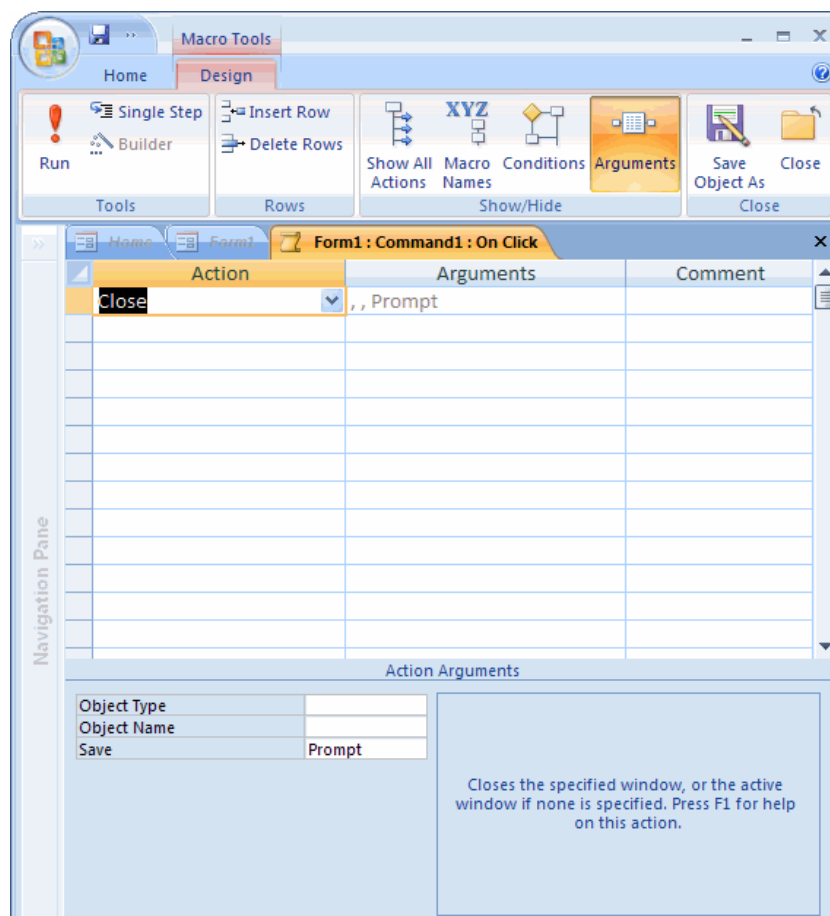 Macro Tools
Home Design
Run
Single Step
Builder
Tools
Insert Row
Delete Rows
Rows
Show All Actions
XYZ
Macro Names
Conditions
Arguments
Show/Hide
Save Object As
Close
Close
Home Form1 Form1 : Command1 : On Click
Action Arguments Comment
Close , , Prompt
Navigation Pane
Action Arguments
Object Type
Object Name
Save Prompt
Closes the specified window, or the active
window if none is specified. Press F1 for help
on this action.